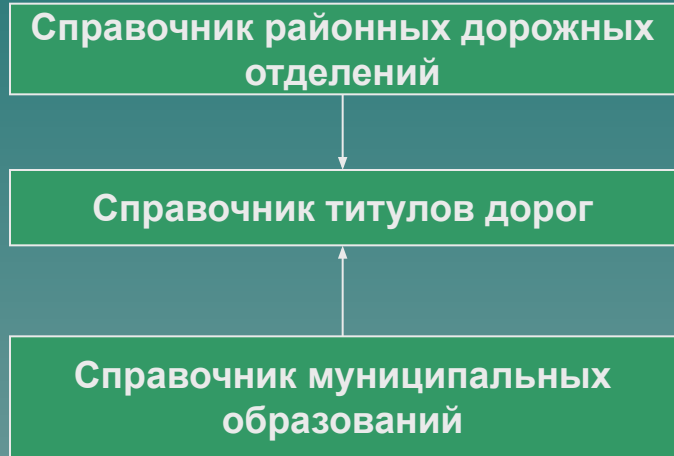 Справочник районных дорожных
отделений
Справочник титулов дорог
Справочник муниципальных
образований